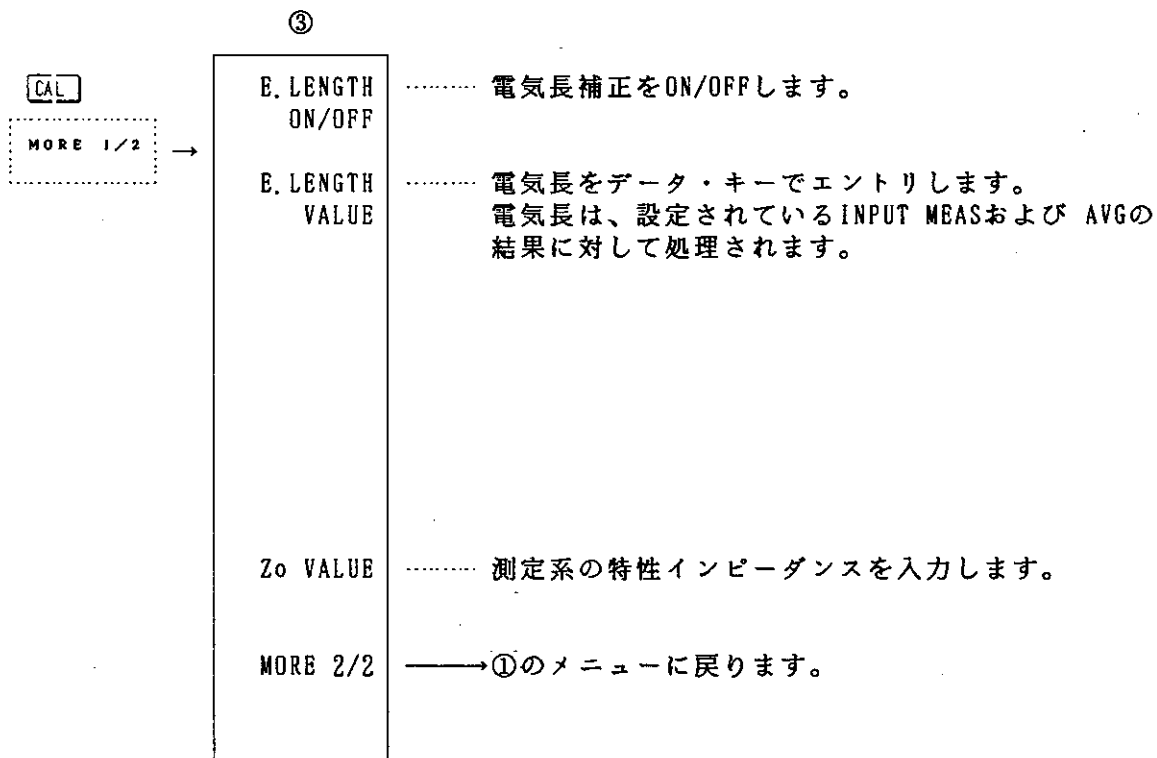 ③
CAL
MORE 1/2 →
E.LENGTH ……… 電気長補正をON/OFFします。
ON/OFF
E.LENGTH ……… 電気長をデータ・キーでエントリします。
VALUE 電気長は、設定されているINPUT MEASおよび AVGの
結果に対して処理されます。
Zo VALUE ……… 測定系の特性インピーダンスを入力します。
MORE 2/2 ──→①のメニューに戻ります。